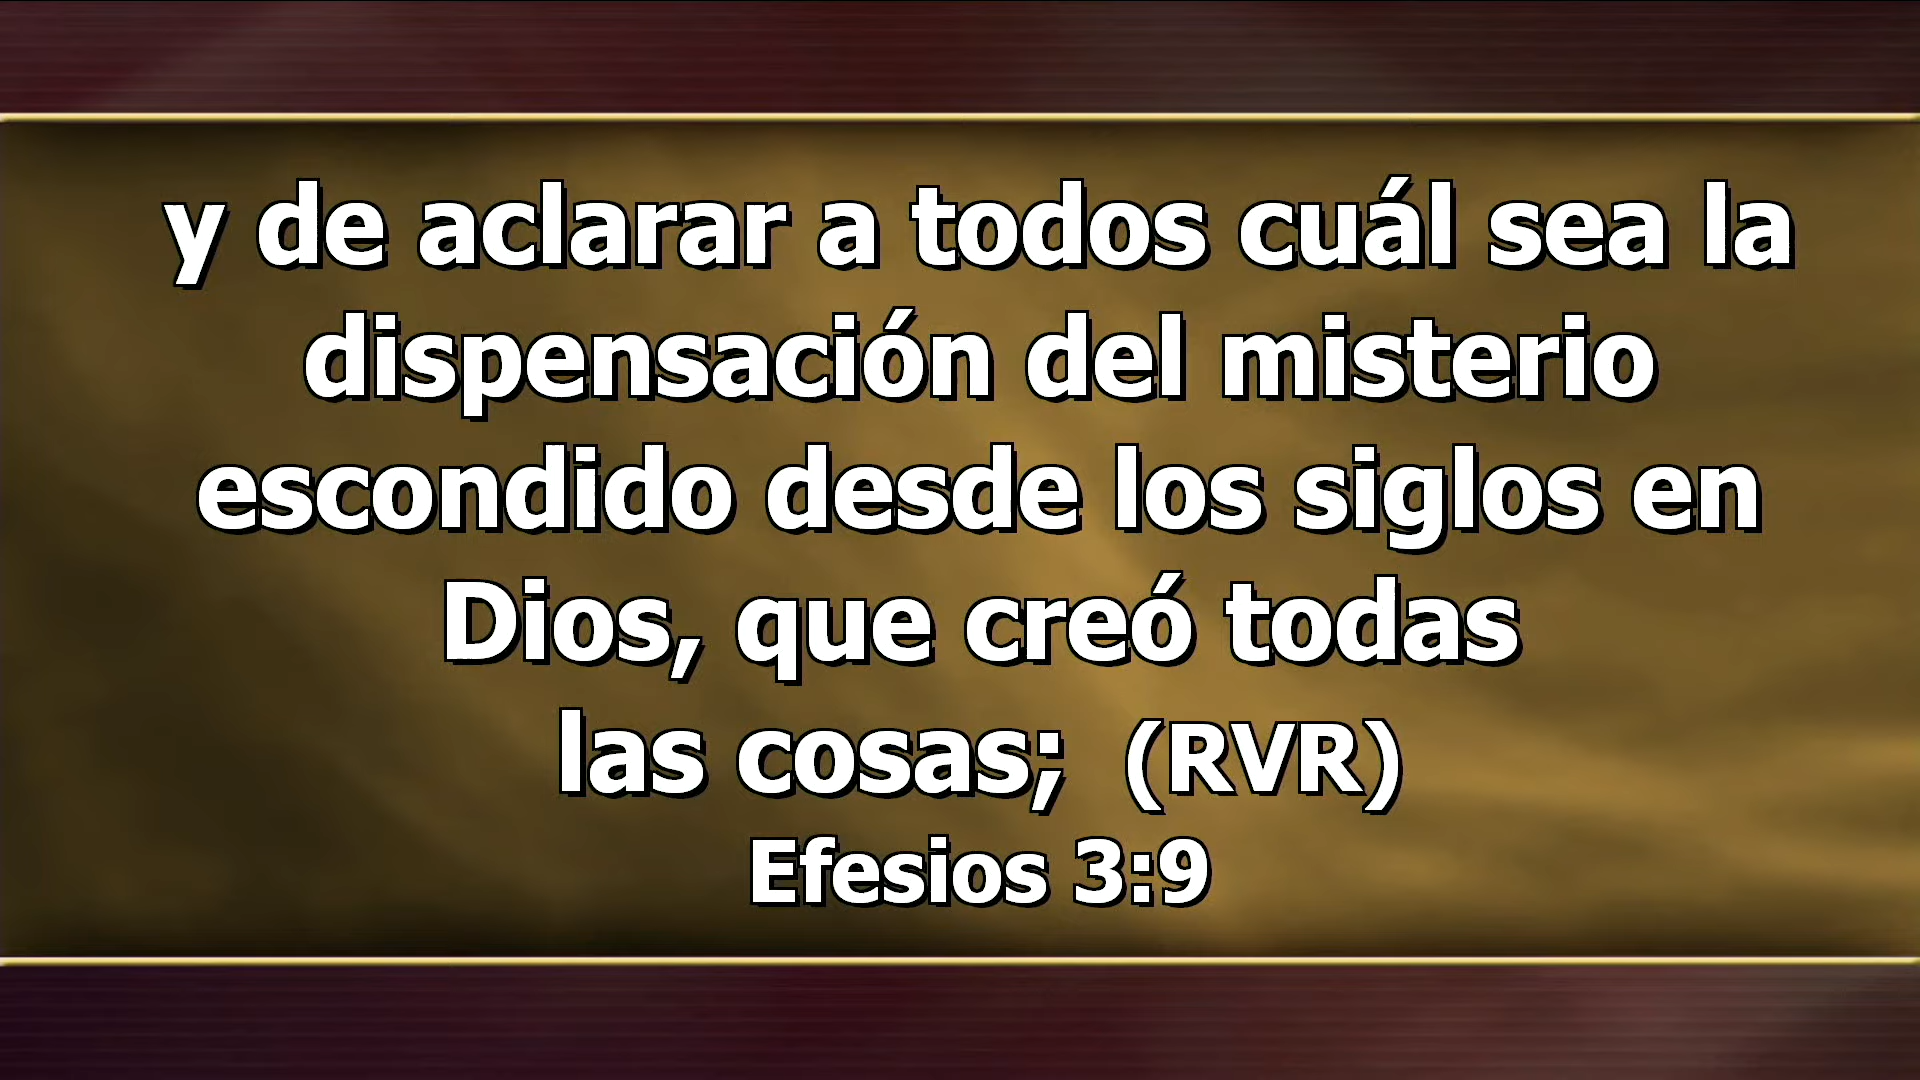 y de aclarar a todos cuál sea la
dispensación del misterio
escondido desde los siglos en
Dios, que creó todas
las cosas; (RVR)
Efesios 3:9